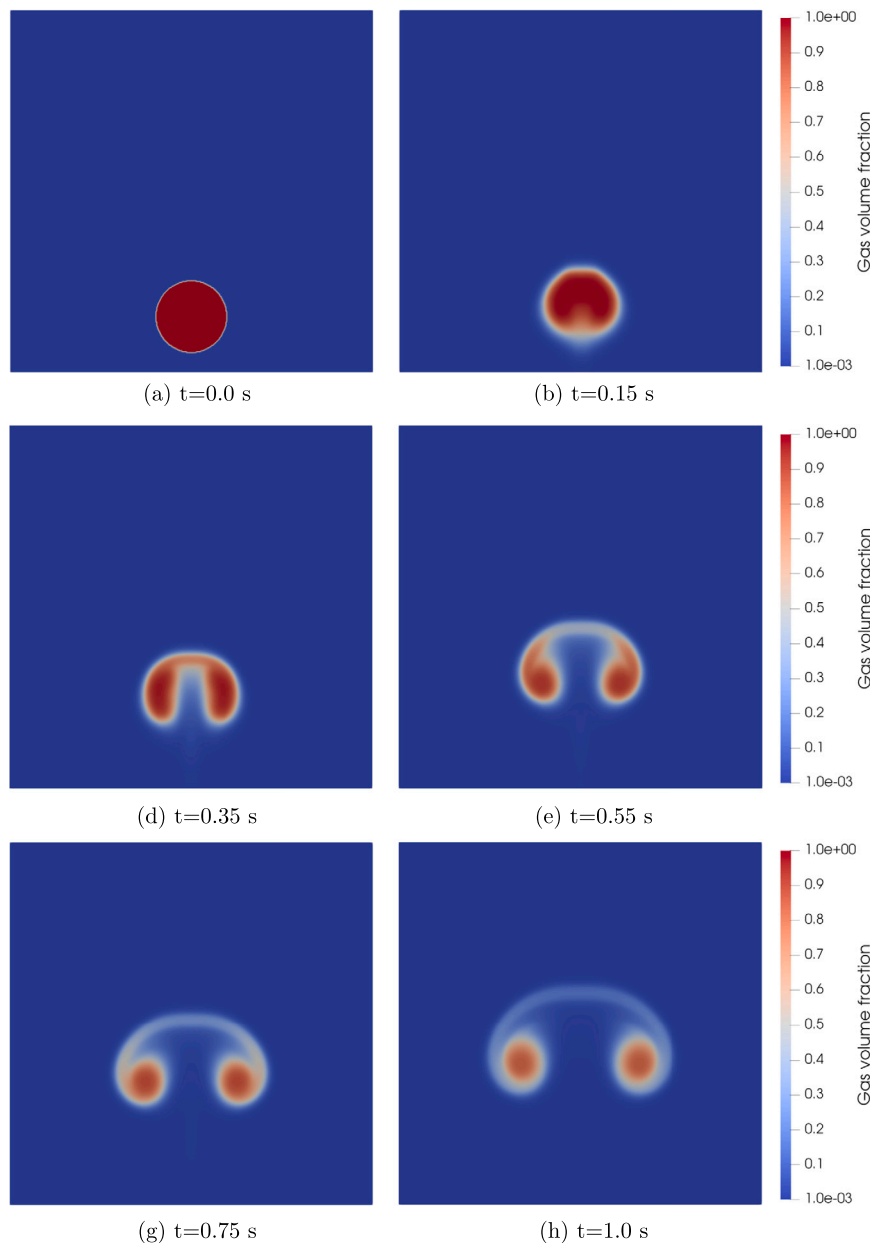 1.0e+00
0.9
0.8
0.7
0.6
0.5
0.4
0.3
0.2
0.1
1.0e-03
Gas volume fraction
(a) t=0.0 s
(b) t=0.15 s
1.0e+00
0.9
0.8
0.7
0.6
0.5
0.4
0.3
0.2
0.1
1.0e-03
Gas volume fraction
(d) t=0.35 s
(e) t=0.55 s
1.0e+00
0.9
0.8
0.7
0.6
0.5
0.4
0.3
0.2
0.1
1.0e-03
Gas volume fraction
(g) t=0.75 s
(h) t=1.0 s